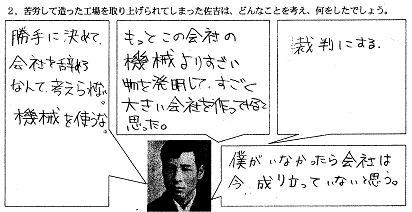 2、苦労して造った工場を取り上げられてしまった佐吉は、どんなことを考え、何をしたでしょう。
勝手に決めて、
会社を辞める
なんて、考えられない。
機械を使うな。
もっとこの会社の
機械よりすごい
物を発明して、すごく
大きい会社を作ってやると
思った。
裁判にする。
僕がいなかったら会社は
今、成り立っていないと思う。